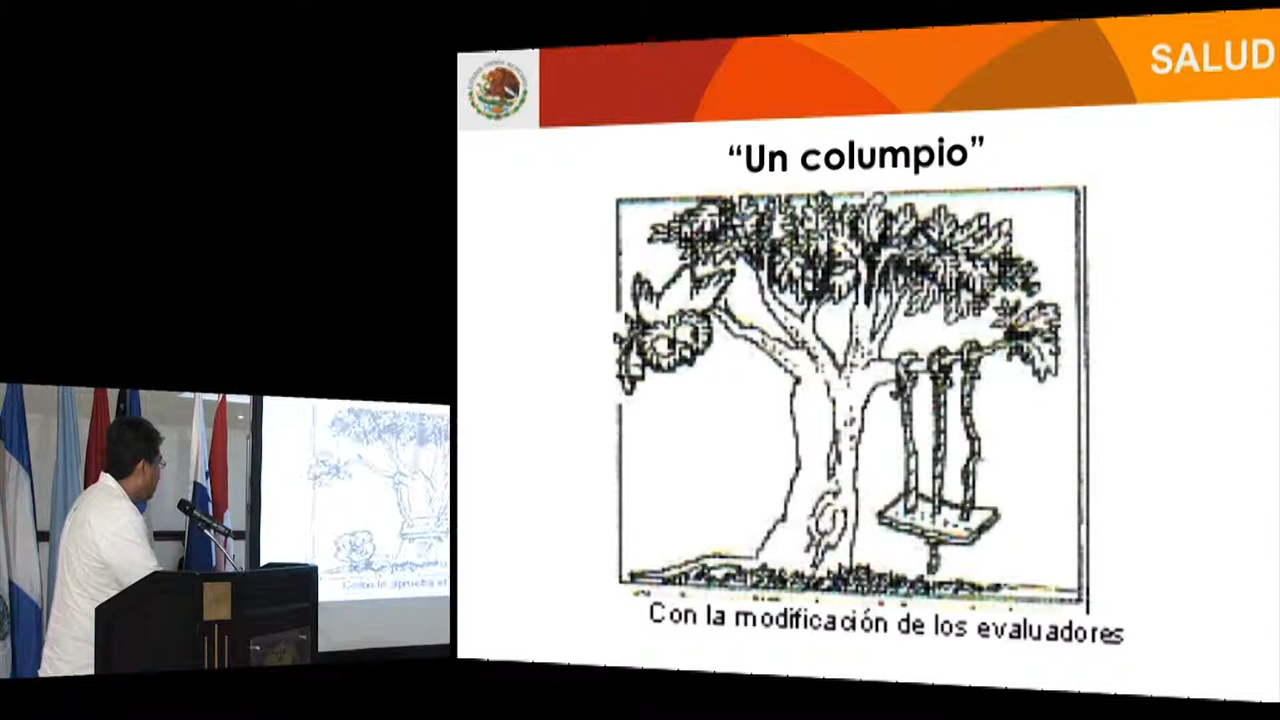 SALUD
“Un columpio”
Con la modificación de los evaluadores